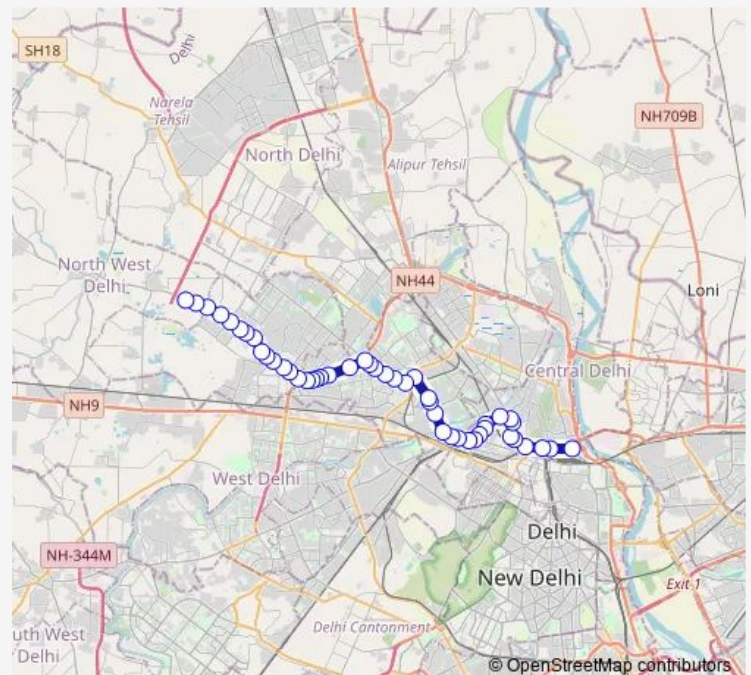 SH18
Delhi
Narela
Tehsil
NH709B
North Delhi
Alipur Tehsil
North West
Delhi
NH44
Loni
Central Delhi
NH9
West Delhi
Delhi
NH-344M
New Delhi
Exit 1
Delhi Cantonment
uth West
Delhi
© OpenStreetMap contributors